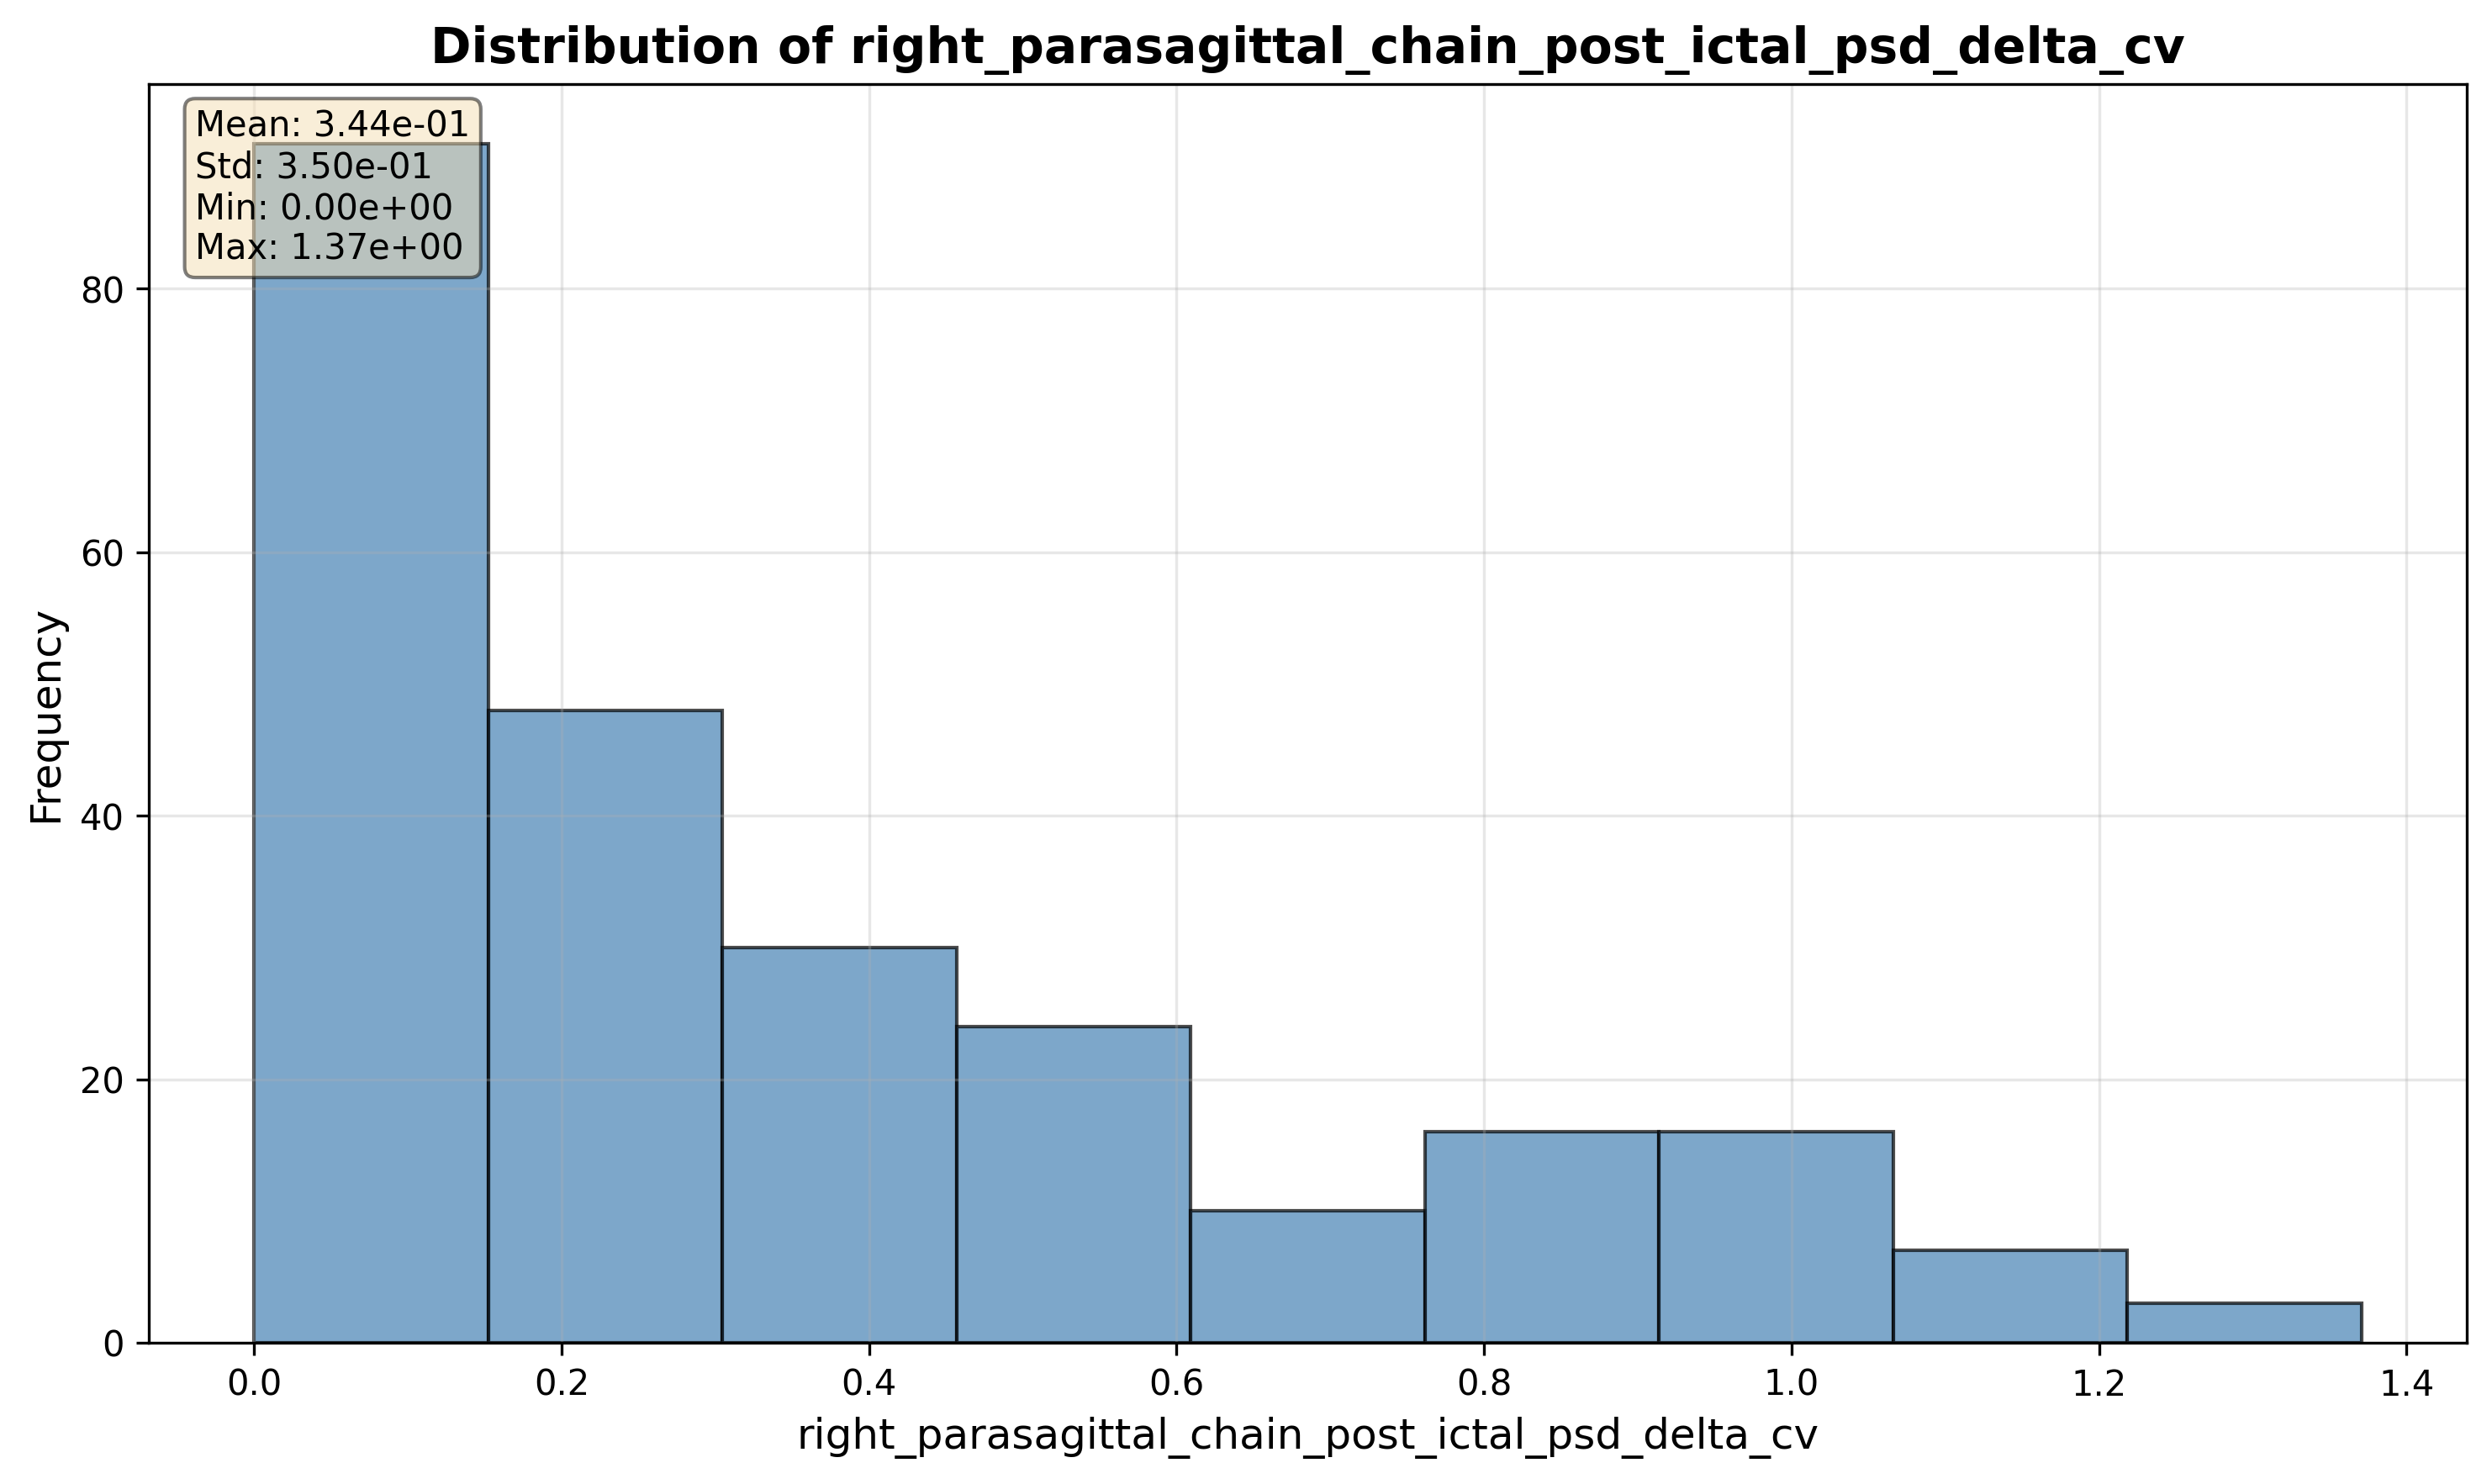 Distribution of right_parasagittal_chain_post_ictal_psd_delta_cv
Mean: 3.44e-01
Std: 3.50e-01
Min: 0.00e+00
Max: 1.37e+00
Frequency
80
60
40
20
0
0.0 0.2 0.4 0.6 0.8 1.0 1.2 1.4
right_parasagittal_chain_post_ictal_psd_delta_cv